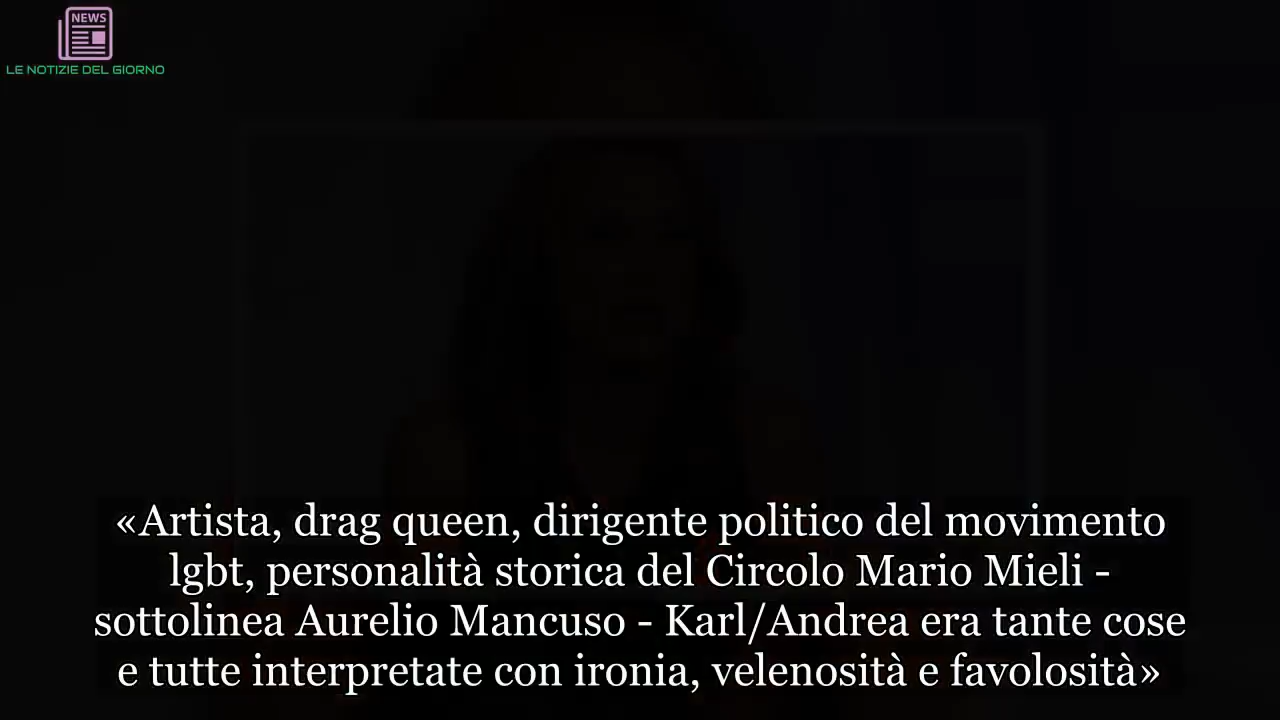 NEWS
LE NOTIZIE DEL GIORNO
«Artista, drag queen, dirigente politico del movimento
lgbt, personalità storica del Circolo Mario Mieli -
sottolinea Aurelio Mancuso - Karl/Andrea era tante cose
e tutte interpretate con ironia, velenosità e favolosità»